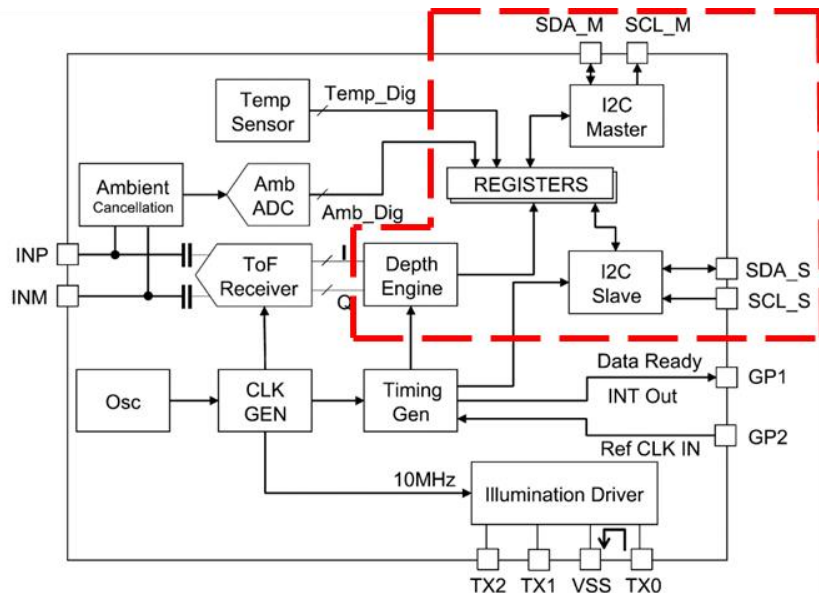 SDA_M SCL_M
Temp
Sensor
Temp_Dig
I2C
Master
Ambient
Cancellation
Amb
ADC
Amb_Dig
REGISTERS
INP
INM
ToF
Receiver
I
Q
Depth
Engine
I2C
Slave
SDA_S
SCL_S
Osc
CLK
GEN
Timing
Gen
Data Ready
INT Out
GP1
Ref CLK IN
GP2
10MHz
Illumination Driver
TX2 TX1 VSS TX0